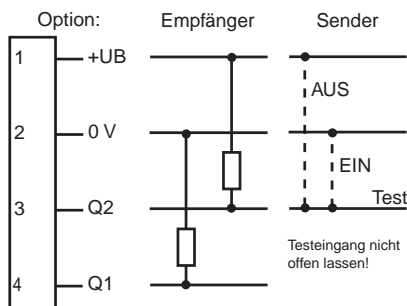 Option: Empfänger Sender
1 +UB
AUS
2 0 V
EIN
Test
3 Q2
Testeingang nicht
offen lassen!
4 Q1